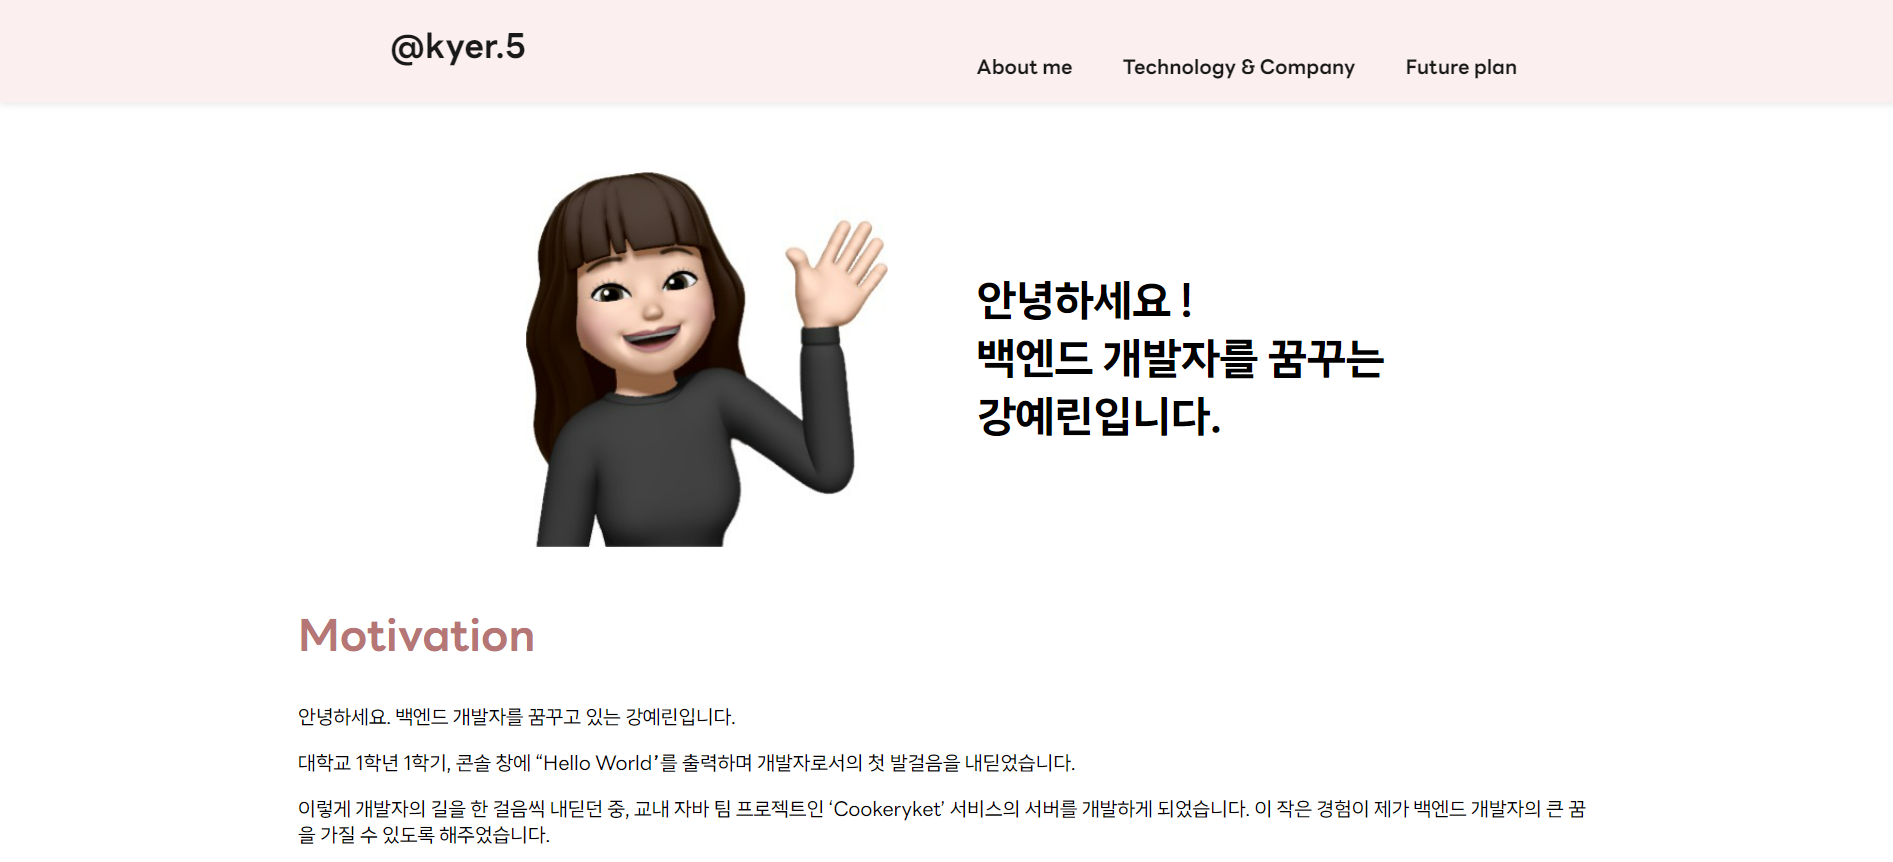 @kyer.5
About me
Technology & Company
Future plan
안녕하세요 !
백엔드 개발자를 꿈꾸는
강예린입니다.
Motivation
안녕하세요. 백엔드 개발자를 꿈꾸고 있는 강예린입니다.
대학교 1학년 1학기, 콘솔 창에 “Hello World’를 출력하며 개발자로서의 첫 발걸음을 내딛었습니다.
이렇게 개발자의 길을 한 걸음씩 내딛던 중, 교내 자바 팀 프로젝트인 ‘Cookeryket’ 서비스의 서버를 개발하게 되었습니다. 이 작은 경험이 제가 백엔드 개발자의 큰 꿈
을 가질 수 있도록 해주었습니다.